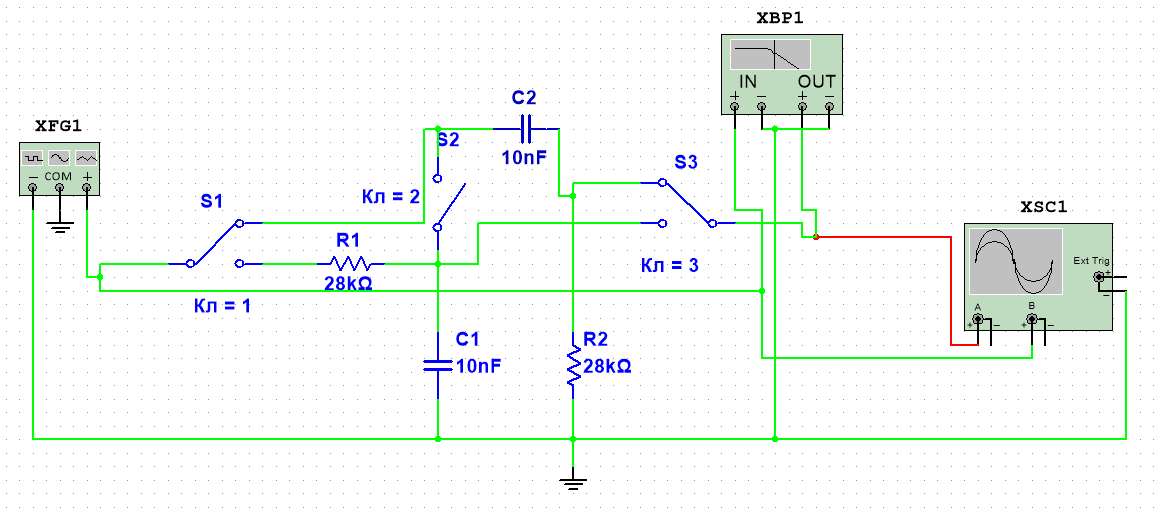 XBP1
IN OUT
+ − + −
XFG1
− COM +
C2
10nF
S2
Кл = 2
S1
S3
R1
28kΩ
Кл = 1
Кл = 3
XSC1
Ext Trig
+
−
A B
+ − + −
C1
10nF
R2
28kΩ